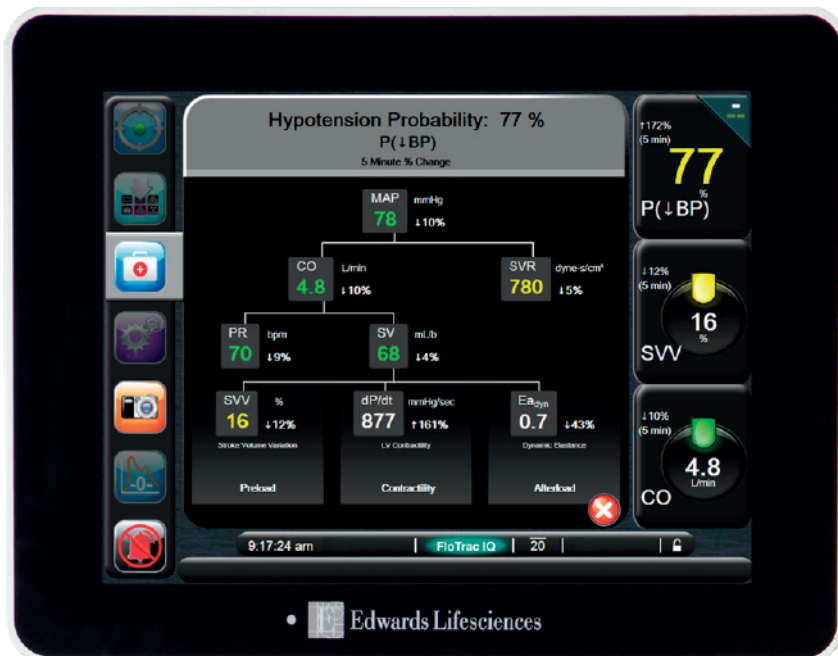 Hypotension Probability: 77 %
P(↓BP)
5 Minute % Change
MAP mmHg
78 ↓10%
CO L/min
4.8 ↓10%
SVR
780 ↓5%
PR bpm
70 ↓9%
SV mL/b
68 ↓4%
SVV %
16 ↓12%
Stroke Volume Variation
Preload
dP/dt mmHg/sec
877 ↑161%
LV Contractility
Contractility
Eadyn
0.7 ↓43%
Dynamic Elastance
Afterload
↑172%
(5 min)
77
%
P(↓BP)
↓12%
(5 min)
16
%
SVV
↓10%
(5 min)
4.8
L/min
CO
-0-
9:17:24 am | FloTrac IQ | 20 | |
Edwards Lifesciences